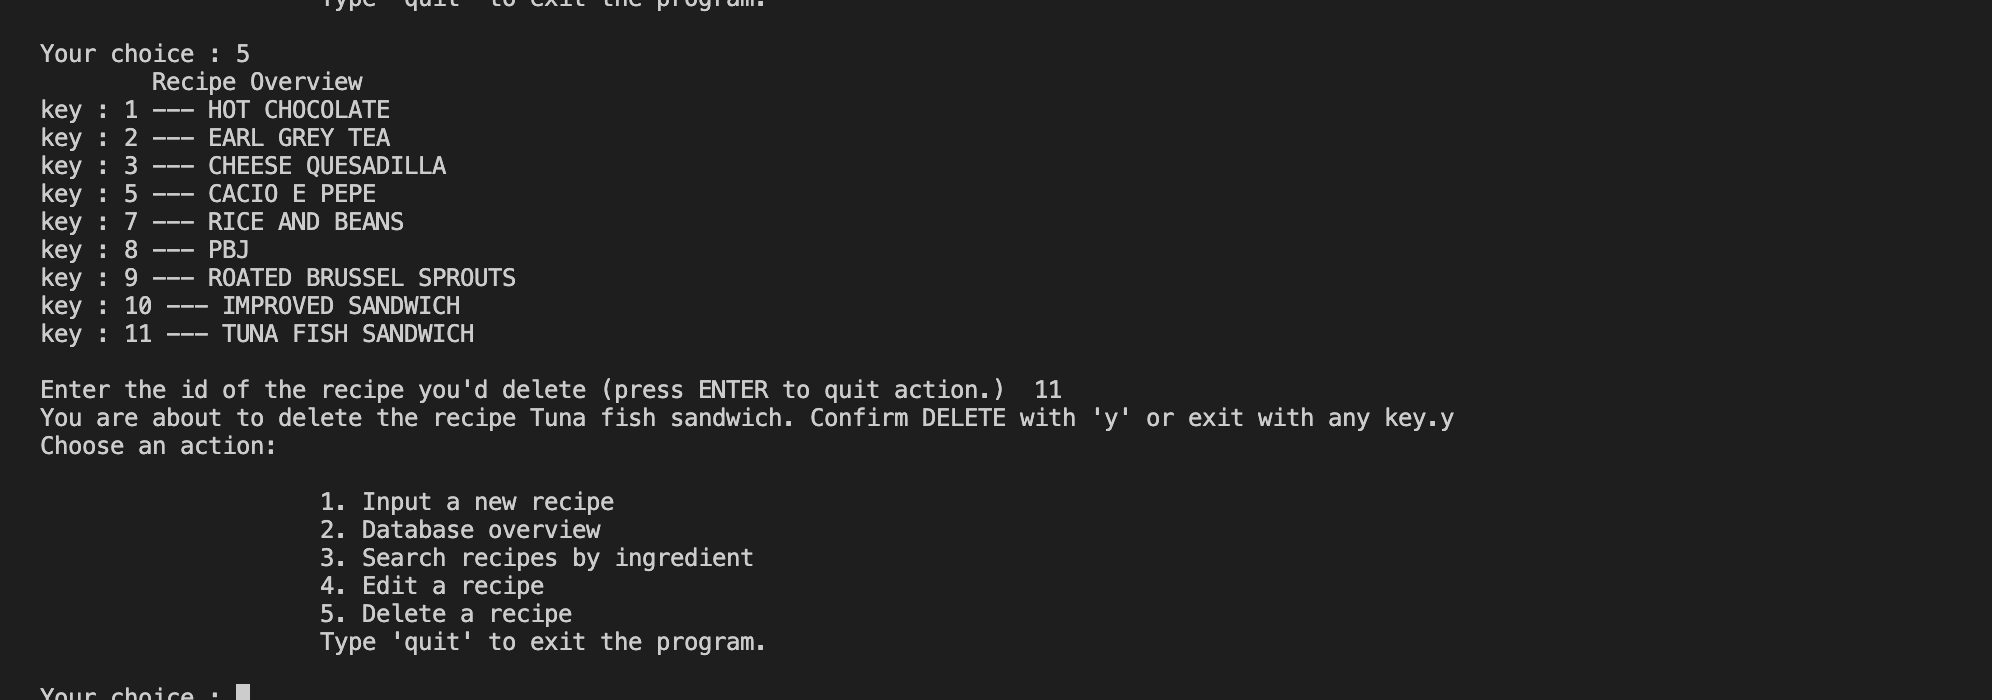 Type 'quit' to exit the program.
Your choice : 5
Recipe Overview
key : 1 --- HOT CHOCOLATE
key : 2 --- EARL GREY TEA
key : 3 --- CHEESE QUESADILLA
key : 5 --- CACIO E PEPE
key : 7 --- RICE AND BEANS
key : 8 --- PBJ
key : 9 --- ROATED BRUSSEL SPROUTS
key : 10 --- IMPROVED SANDWICH
key : 11 --- TUNA FISH SANDWICH
Enter the id of the recipe you'd delete (press ENTER to quit action.)  11
You are about to delete the recipe Tuna fish sandwich. Confirm DELETE with 'y' or exit with any key.y
Choose an action:
1. Input a new recipe
2. Database overview
3. Search recipes by ingredient
4. Edit a recipe
5. Delete a recipe
Type 'quit' to exit the program.
Your choice :